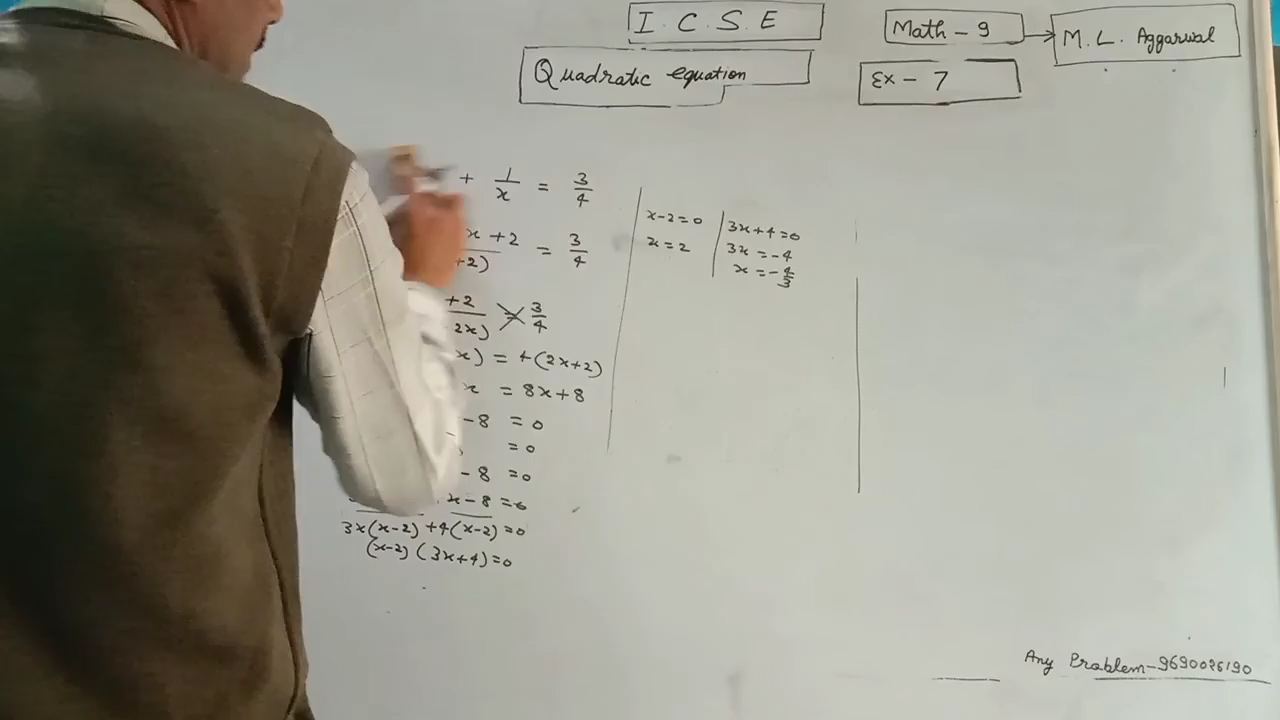 I. C. S. E
Math - 9 → M. L. Aggarwal
Quadratic equation
Ex - 7
+ 1/x = 3/4
x + 2 / +2) = 3/4
+2 / 2x) = 3/4
x) = 4(2x+2)
x = 8x+8
-8 = 0
= 0
- 8 = 0
x - 8 = 0
3x(x-2) +4(x-2) = 0
(x-2) (3x+4) = 0
x-2 = 0
x = 2
3x+4 = 0
3x = -4
x = -4/3
Any Problem-9690026190